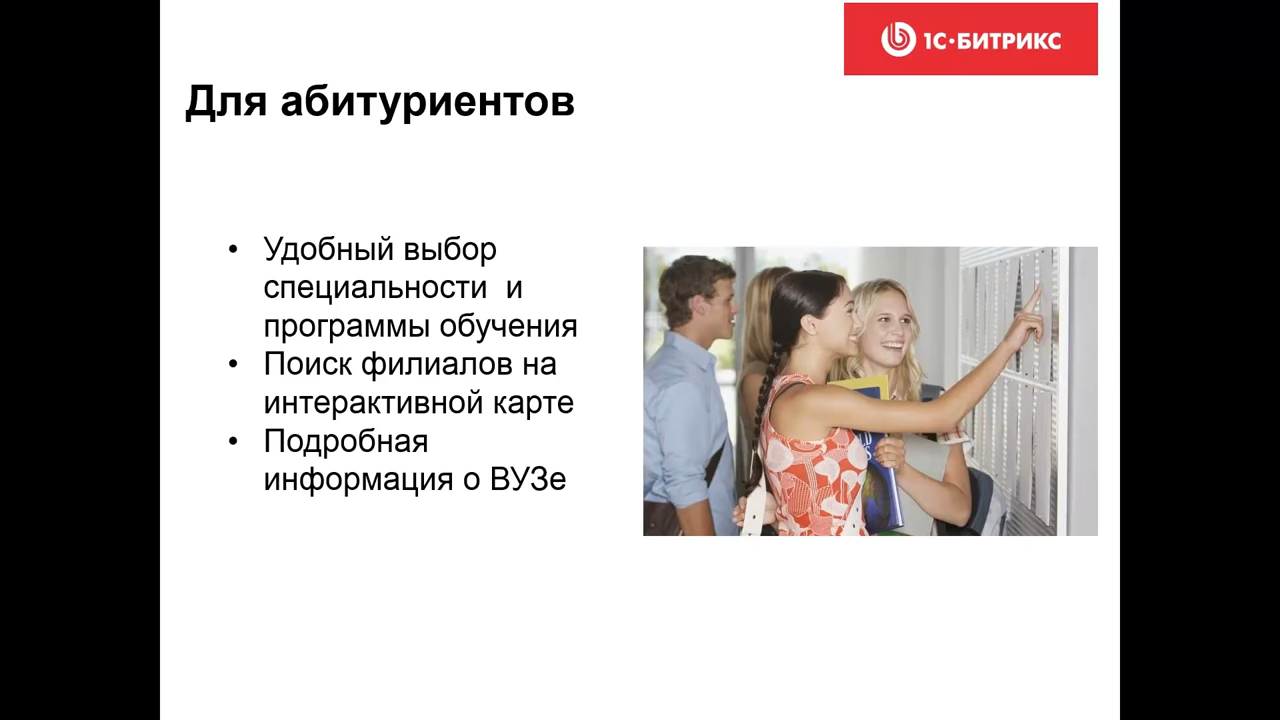 1С·БИТРИКС
Для абитуриентов
• Удобный выбор
специальности и
программы обучения
• Поиск филиалов на
интерактивной карте
• Подробная
информация о ВУЗе